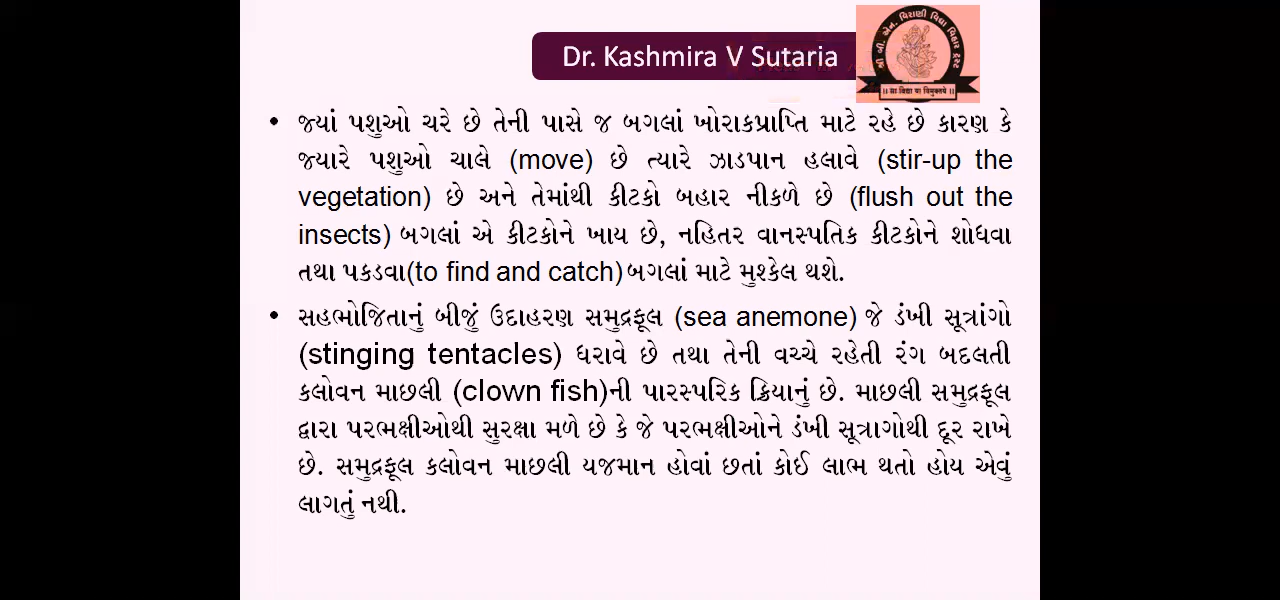 Dr. Kashmira V Sutaria
શ્રી બી. એન. વિરાણી વિદ્યા વિહાર ટ્રસ્ટ
।। સા વિદ્યા યા વિમુક્તયે ।।
• જ્યાં પશુઓ ચરે છે તેની પાસે જ બગલાં ખોરાકપ્રાપ્તિ માટે રહે છે કારણ કે
જ્યારે પશુઓ ચાલે (move) છે ત્યારે ઝાડપાન હલાવે (stir-up the
vegetation) છે અને તેમાંથી કીટકો બહાર નીકળે છે (flush out the
insects) બગલાં એ કીટકોને ખાય છે, નહિતર વાનસ્પતિક કીટકોને શોધવા
તથા પકડવા(to find and catch) બગલાં માટે મુશ્કેલ થશે.
• સહભોજિતાનું બીજું ઉદાહરણ સમુદ્રફૂલ (sea anemone) જે ડંખી સૂત્રાંગો
(stinging tentacles) ધરાવે છે તથા તેની વચ્ચે રહેતી રંગ બદલતી
કલોવન માછલી (clown fish)ની પારસ્પરિક ક્રિયાનું છે. માછલી સમુદ્રફૂલ
દ્વારા પરભક્ષીઓથી સુરક્ષા મળે છે કે જે પરભક્ષીઓને ડંખી સૂત્રાગોથી દૂર રાખે
છે. સમુદ્રફૂલ કલોવન માછલી યજમાન હોવાં છતાં કોઈ લાભ થતો હોય એવું
લાગતું નથી.